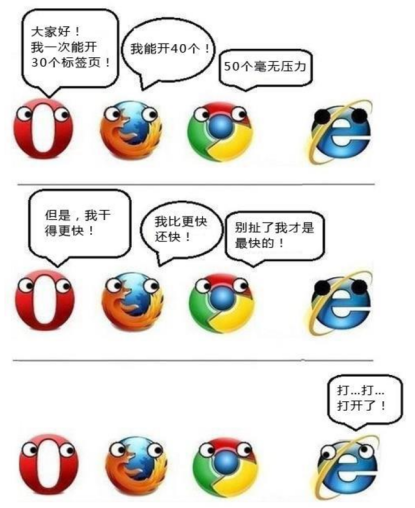 大家好！
我一次能开
30个标签页！
我能开40个！
50个毫无压力
但是，我干
得更快！
我比更快
还快！
别扯了我才是
最快的！
打...打...
打开了！